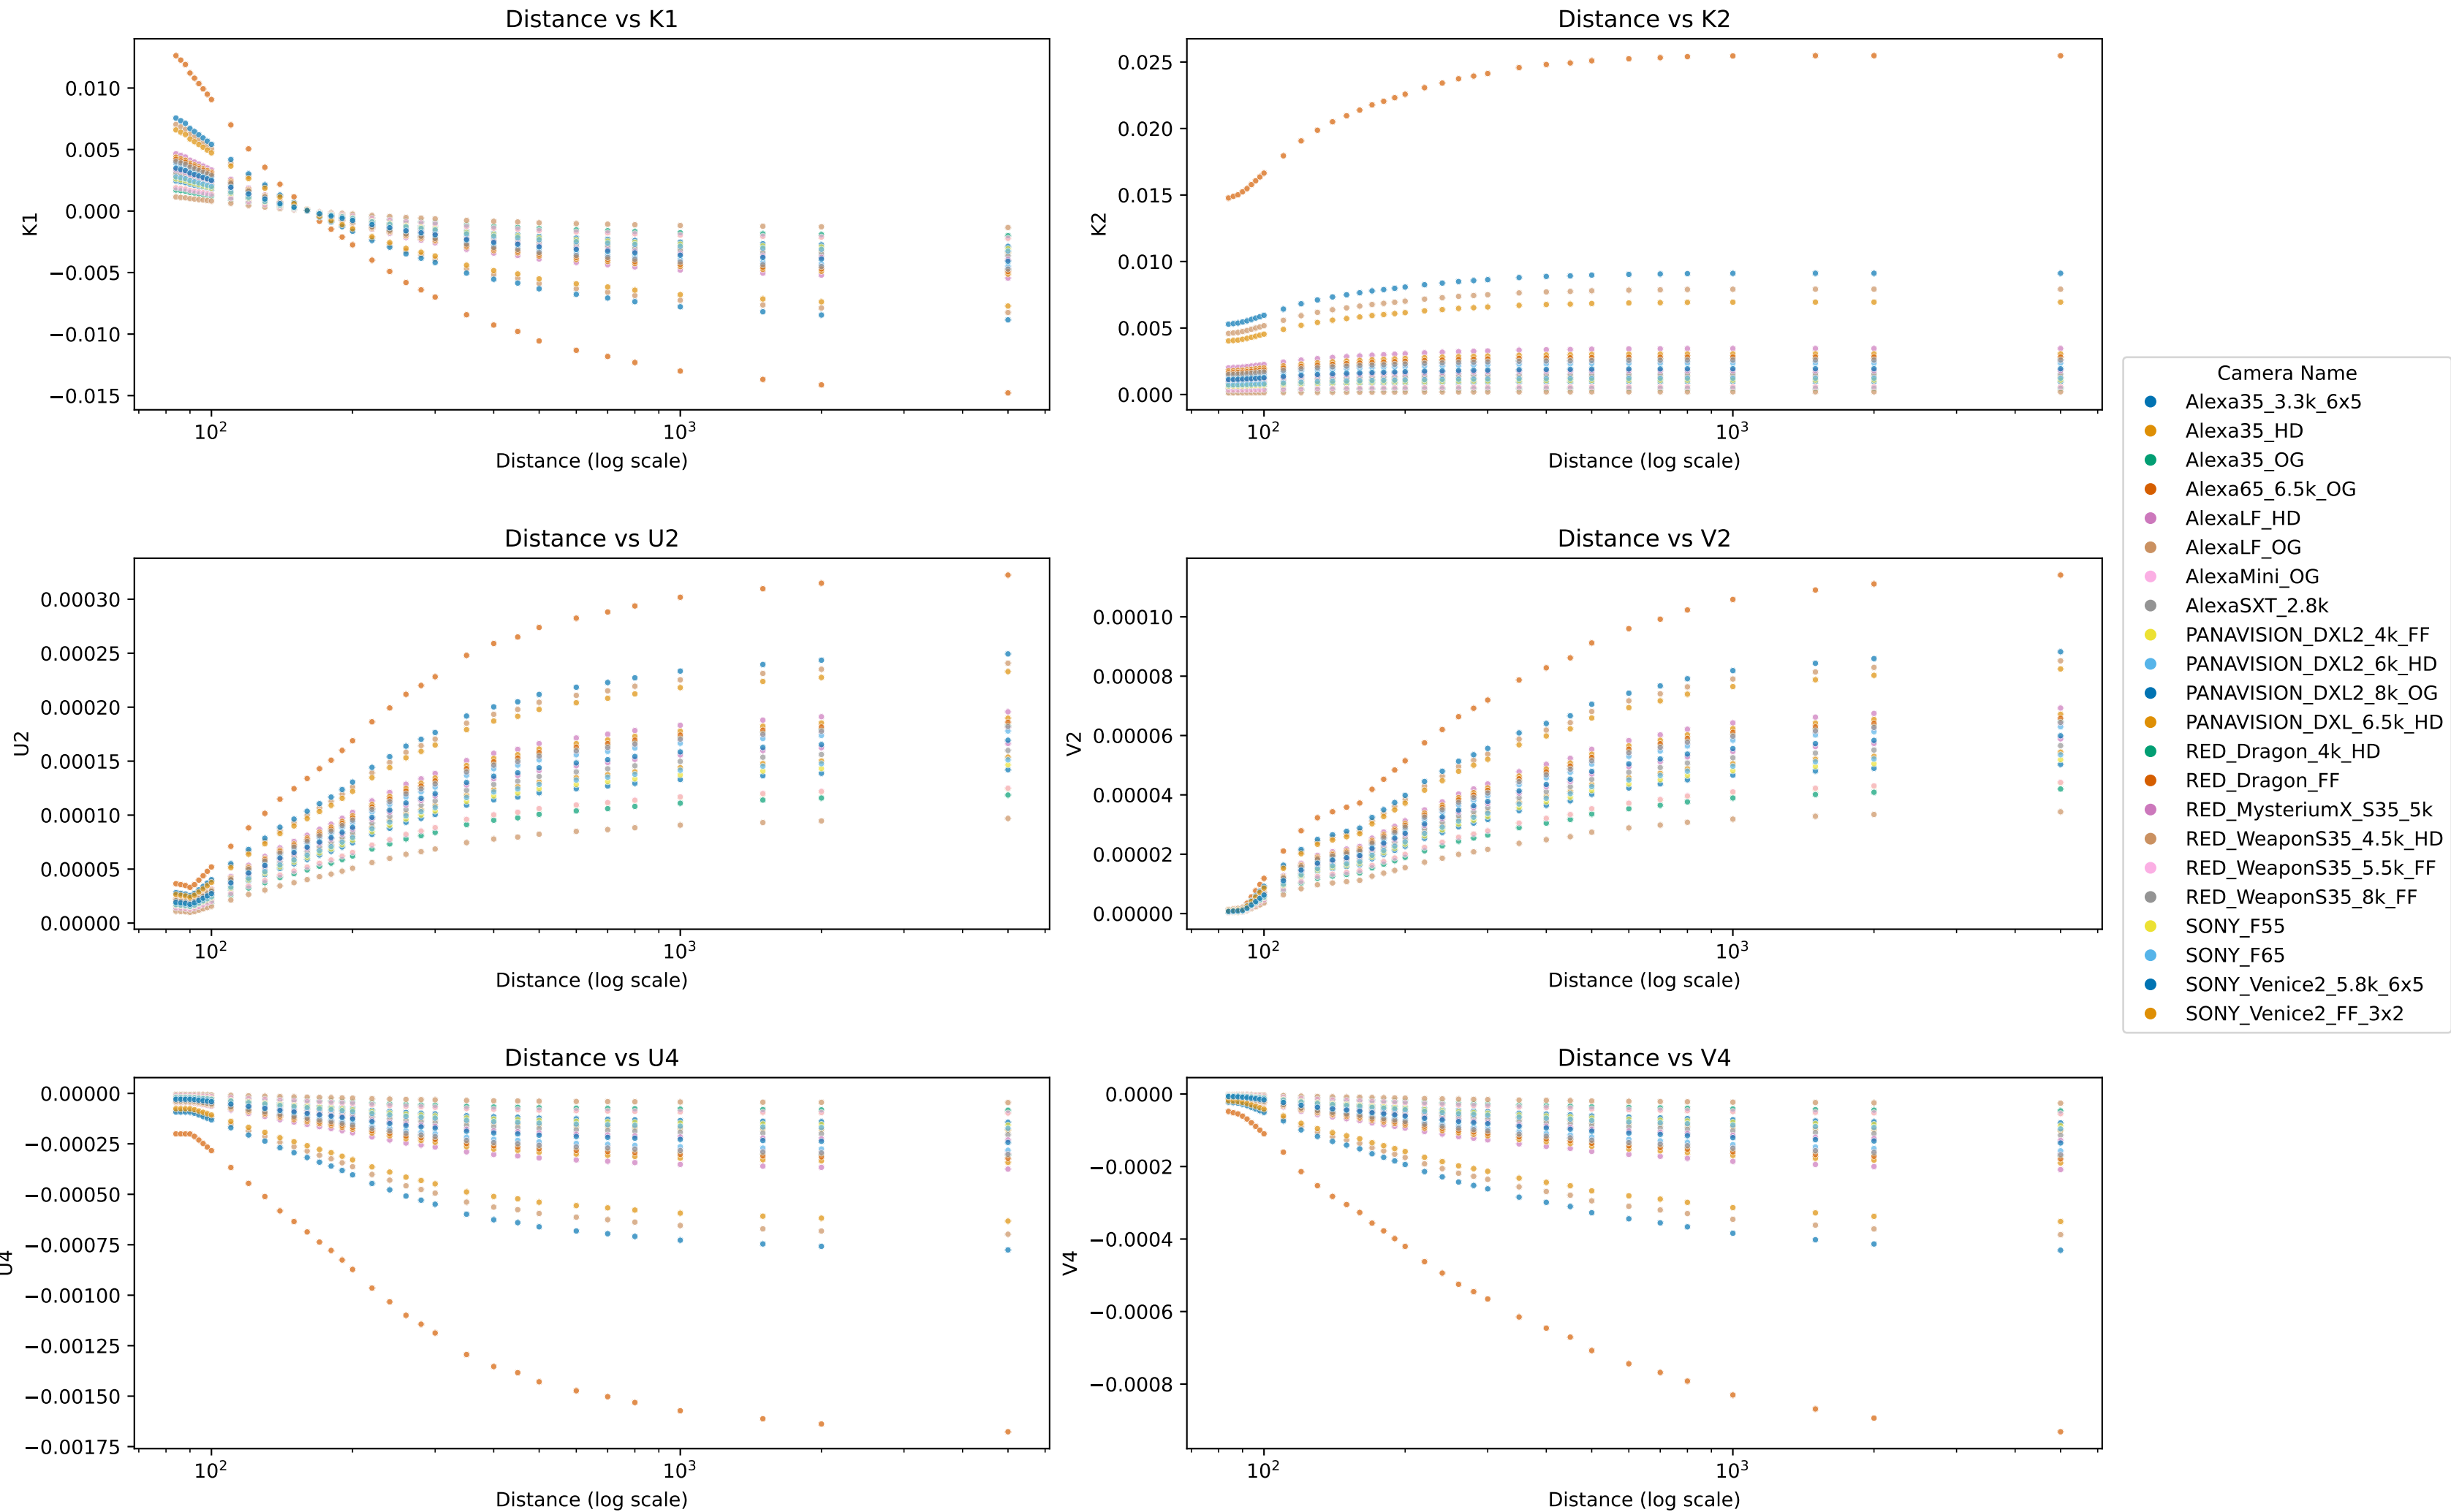 Distance vs K1
K1
0.010
0.005
0.000
−0.005
−0.010
−0.015
10²
10³
Distance (log scale)
Distance vs K2
K2
0.025
0.020
0.015
0.010
0.005
0.000
10²
10³
Distance (log scale)
Distance vs U2
U2
0.00030
0.00025
0.00020
0.00015
0.00010
0.00005
0.00000
10²
10³
Distance (log scale)
Distance vs V2
V2
0.00010
0.00008
0.00006
0.00004
0.00002
0.00000
10²
10³
Distance (log scale)
Distance vs U4
U4
0.00000
−0.00025
−0.00050
−0.00075
−0.00100
−0.00125
−0.00150
−0.00175
10²
10³
Distance (log scale)
Distance vs V4
V4
0.0000
−0.0002
−0.0004
−0.0006
−0.0008
10²
10³
Distance (log scale)
Camera Name
Alexa35_3.3k_6x5
Alexa35_HD
Alexa35_OG
Alexa65_6.5k_OG
AlexaLF_HD
AlexaLF_OG
AlexaMini_OG
AlexaSXT_2.8k
PANAVISION_DXL2_4k_FF
PANAVISION_DXL2_6k_HD
PANAVISION_DXL2_8k_OG
PANAVISION_DXL_6.5k_HD
RED_Dragon_4k_HD
RED_Dragon_FF
RED_MysteriumX_S35_5k
RED_WeaponS35_4.5k_HD
RED_WeaponS35_5.5k_FF
RED_WeaponS35_8k_FF
SONY_F55
SONY_F65
SONY_Venice2_5.8k_6x5
SONY_Venice2_FF_3x2